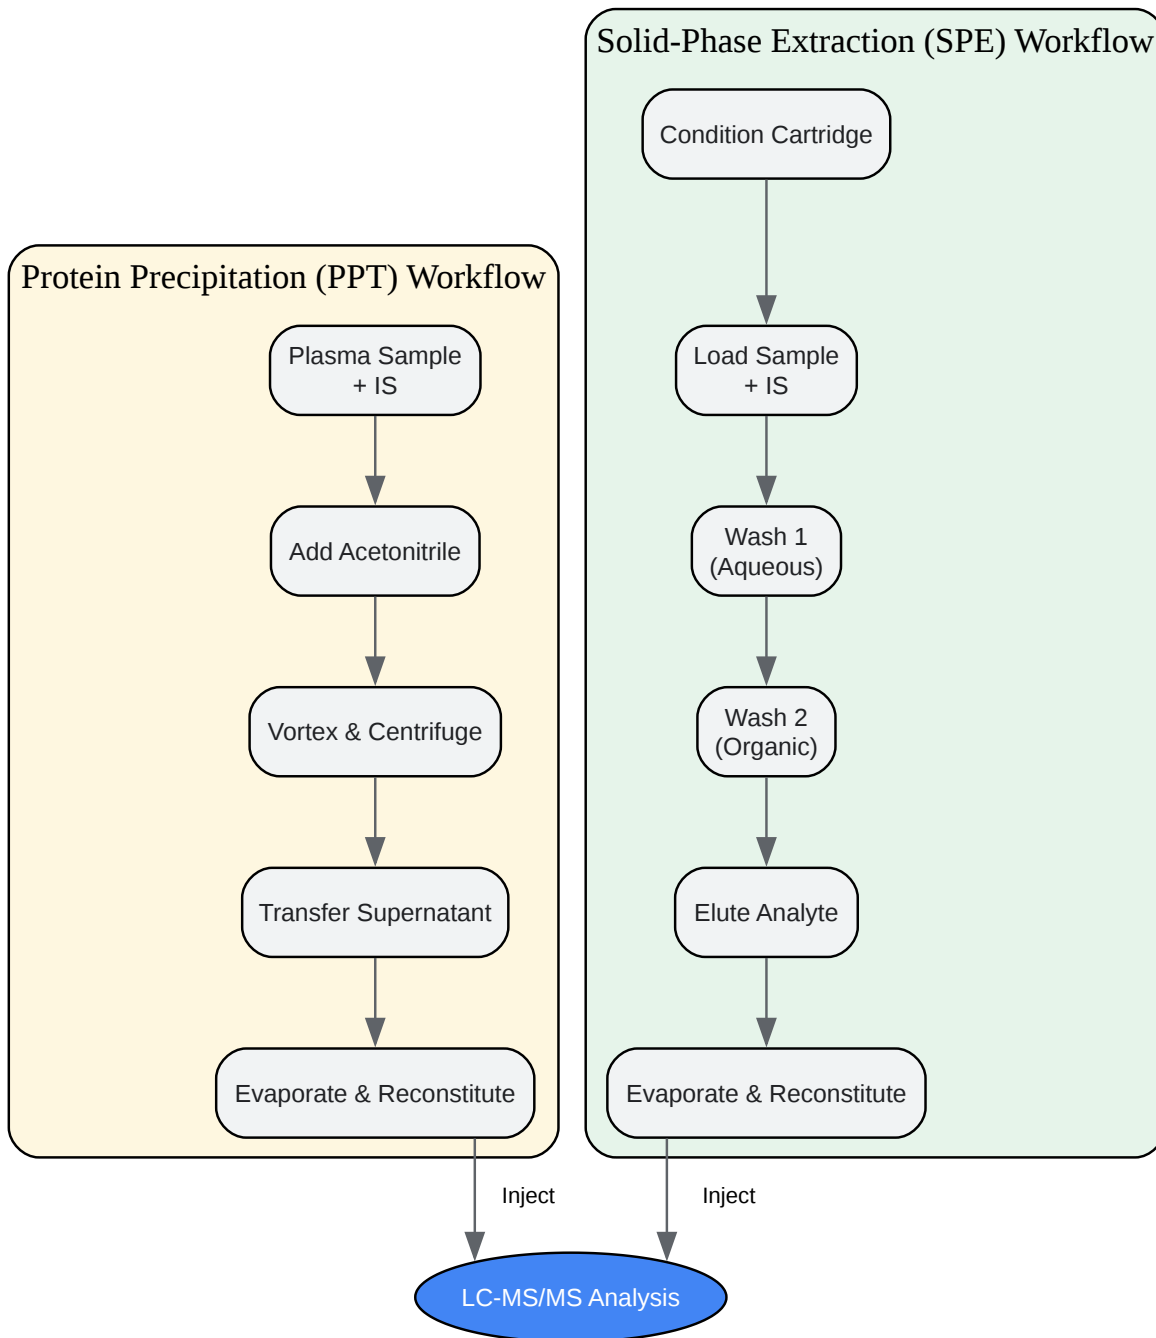 Solid-Phase Extraction (SPE) Workflow
Condition Cartridge
Load Sample
+ IS
Wash 1
(Aqueous)
Wash 2
(Organic)
Elute Analyte
Evaporate & Reconstitute
Inject
Protein Precipitation (PPT) Workflow
Plasma Sample
+ IS
Add Acetonitrile
Vortex & Centrifuge
Transfer Supernatant
Evaporate & Reconstitute
Inject
LC-MS/MS Analysis